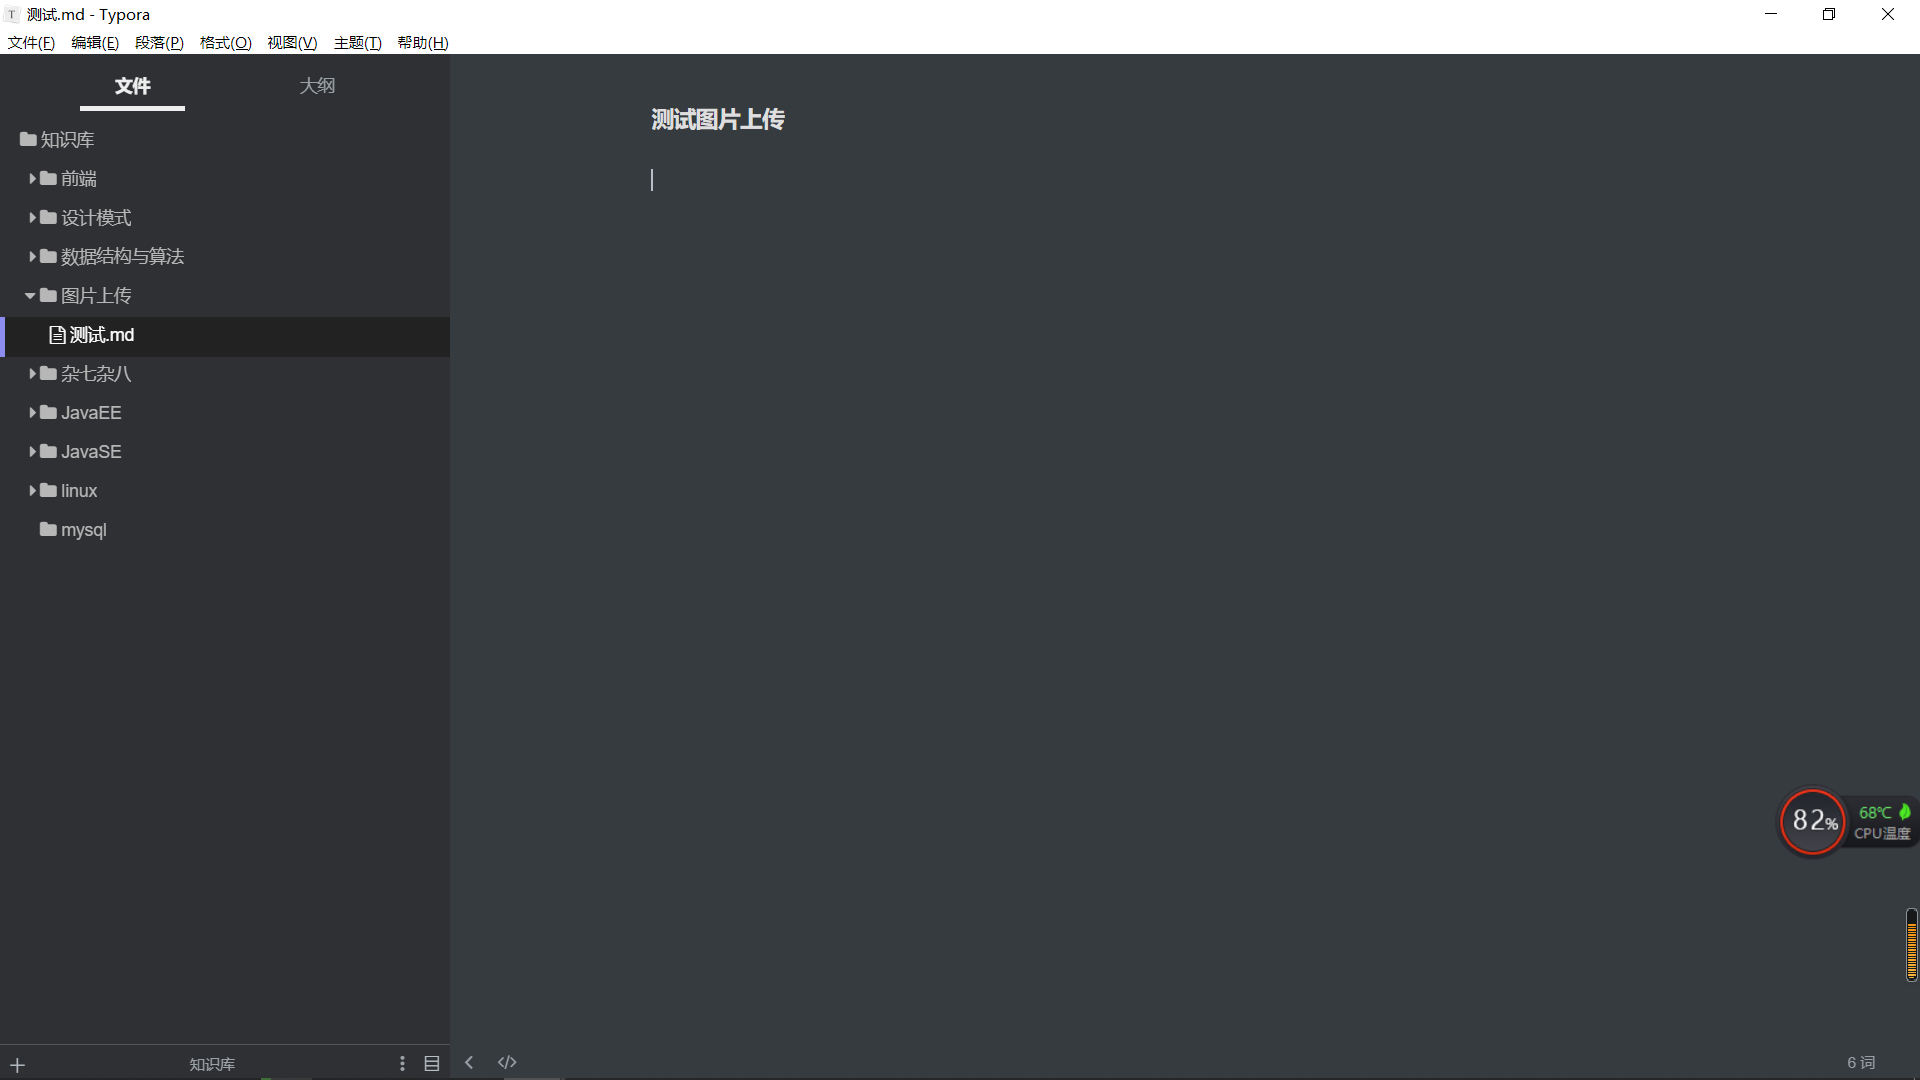 T 测试.md - Typora
文件(F) 编辑(E) 段落(P) 格式(O) 视图(V) 主题(T) 帮助(H)
文件 大纲
知识库
前端
设计模式
数据结构与算法
图片上传
测试.md
杂七杂八
JavaEE
JavaSE
linux
mysql
知识库
测试图片上传
82%
68℃
CPU温度
6 词